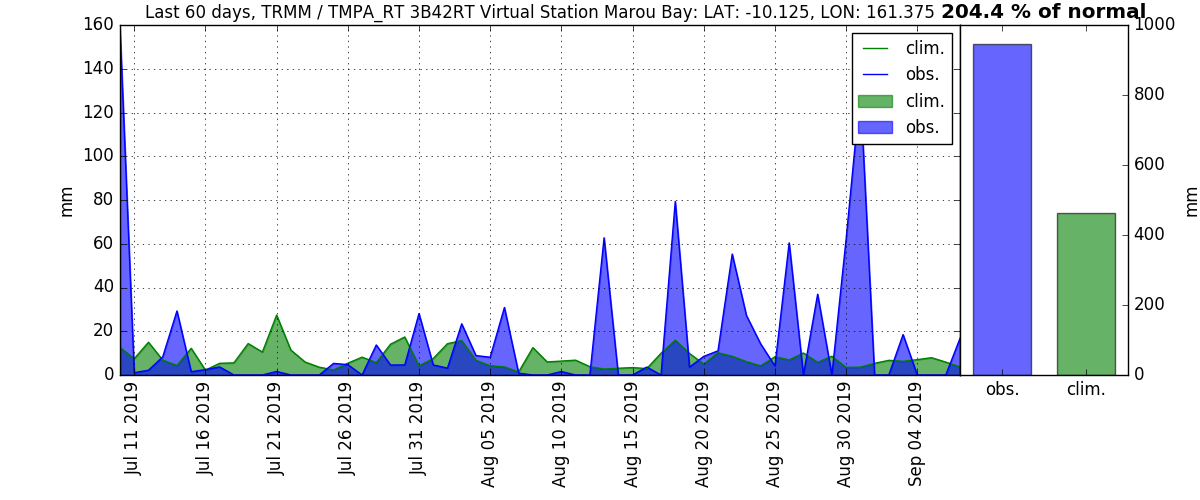 Last 60 days, TRMM / TMPA_RT 3B42RT Virtual Station Marou Bay: LAT: -10.125, LON: 161.375 204.4 % of normal
160
140
120
100
80
60
40
20
0
mm
clim.
obs.
clim.
obs.
1000
800
600
400
200
0
mm
Jul 11 2019
Jul 16 2019
Jul 21 2019
Jul 26 2019
Jul 31 2019
Aug 05 2019
Aug 10 2019
Aug 15 2019
Aug 20 2019
Aug 25 2019
Aug 30 2019
Sep 04 2019
obs.
clim.